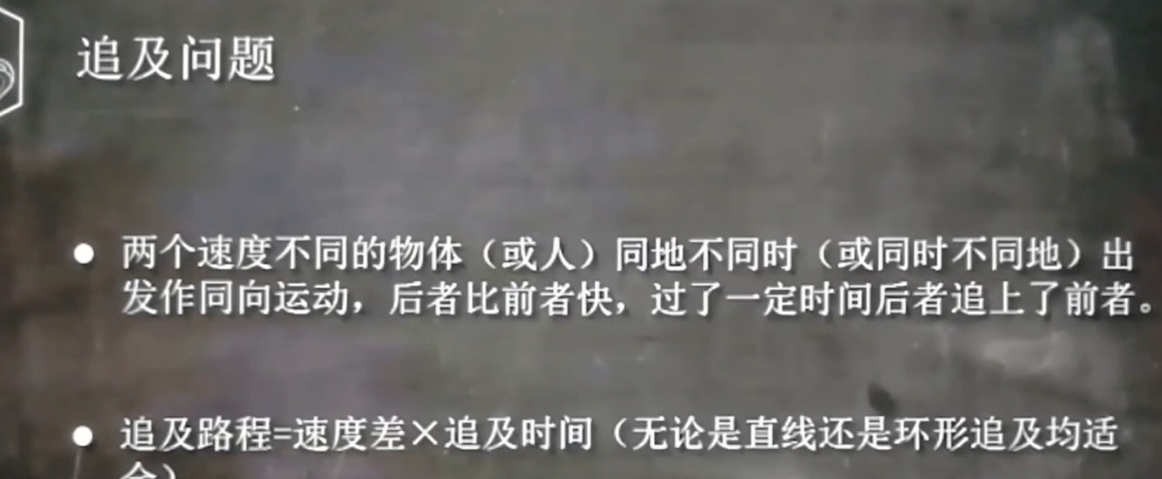 追及问题
● 两个速度不同的物体（或人）同地不同时（或同时不同地）出
发作同向运动，后者比前者快，过了一定时间后者追上了前者。
● 追及路程=速度差×追及时间（无论是直线还是环形追及均适
合）